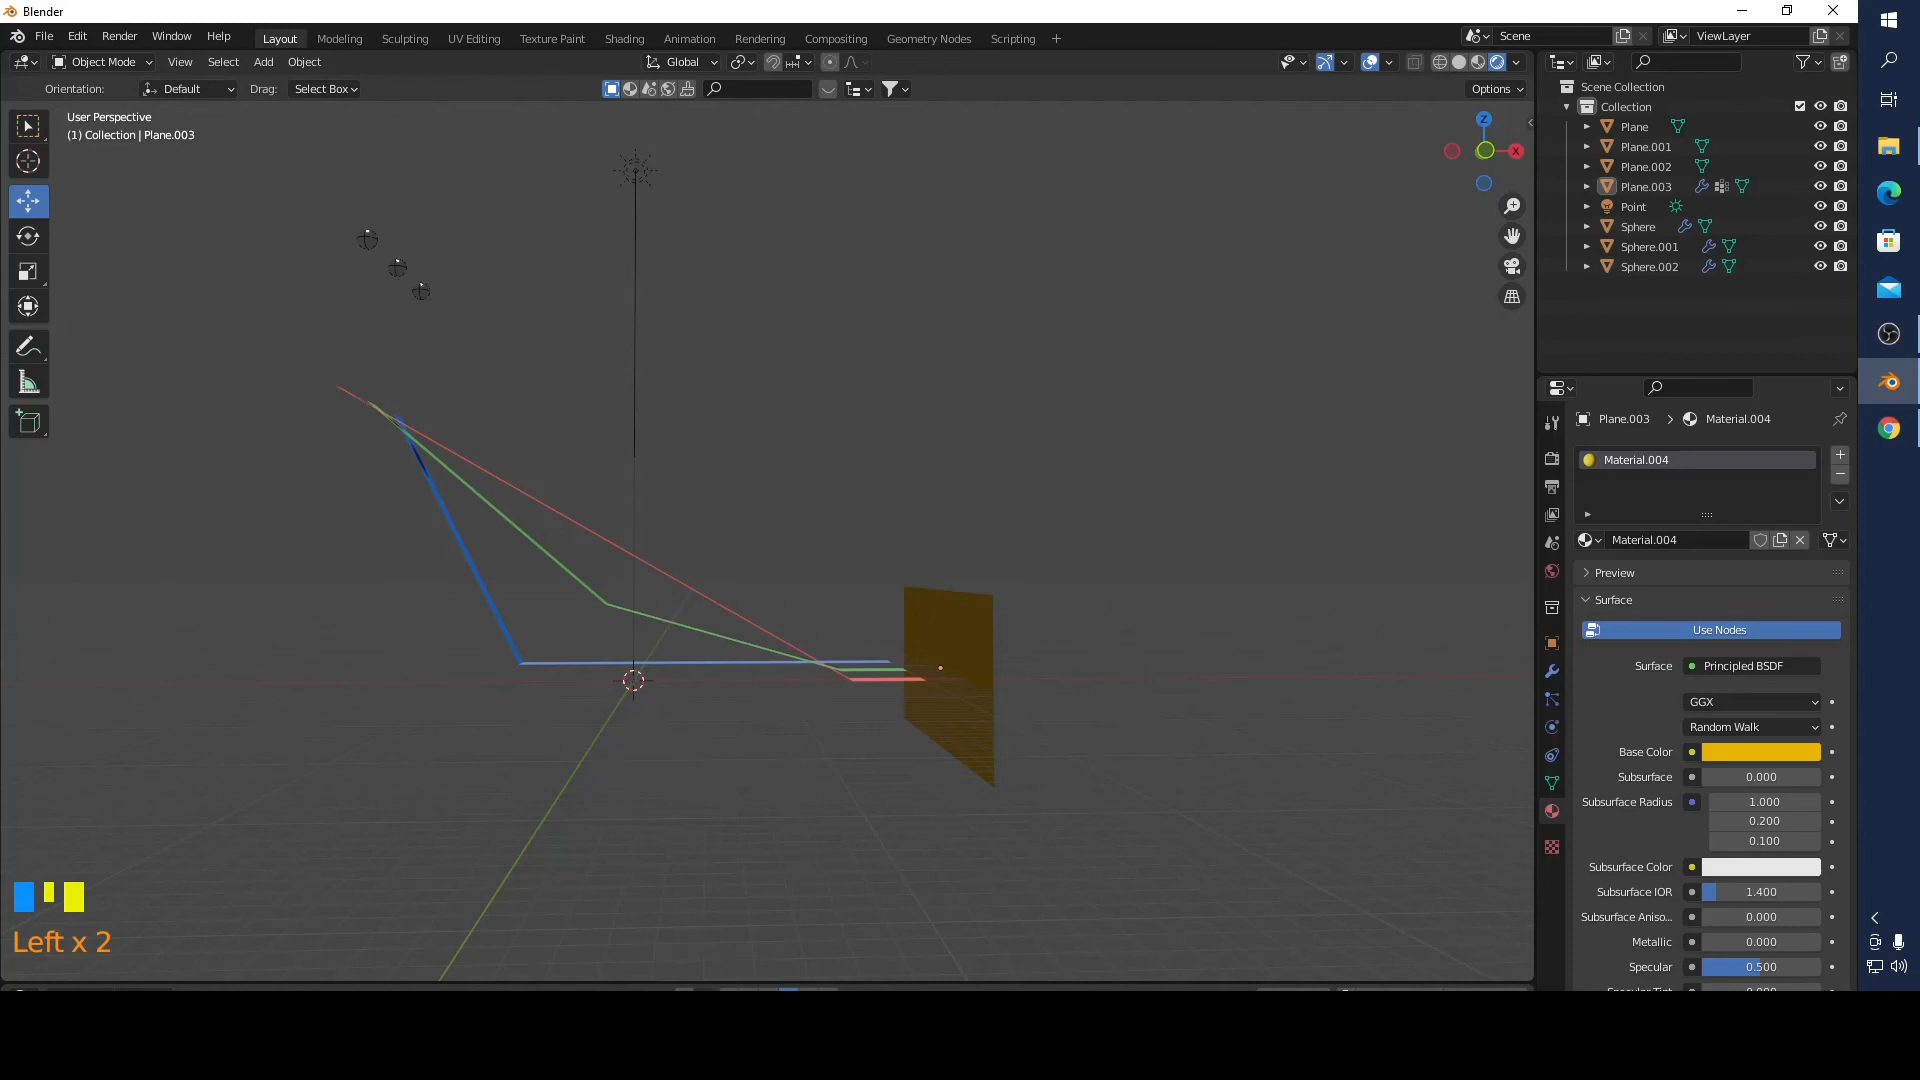 Blender
File Edit Render Window Help
Layout Modeling Sculpting UV Editing Texture Paint Shading Animation Rendering Compositing Geometry Nodes Scripting
Scene
ViewLayer
Object Mode View Select Add Object
Global
Orientation: Default Drag: Select Box
Options
User Perspective
(1) Collection | Plane.003
Z
X
Left x 2
Scene Collection
Collection
Plane
Plane.001
Plane.002
Plane.003
Point
Sphere
Sphere.001
Sphere.002
Plane.003 Material.004
Material.004
Material.004
Preview
Surface
Use Nodes
Surface Principled BSDF
GGX
Random Walk
Base Color
Subsurface 0.000
Subsurface Radius 1.000
0.200
0.100
Subsurface Color
Subsurface IOR 1.400
Subsurface Aniso... 0.000
Metallic 0.000
Specular 0.500